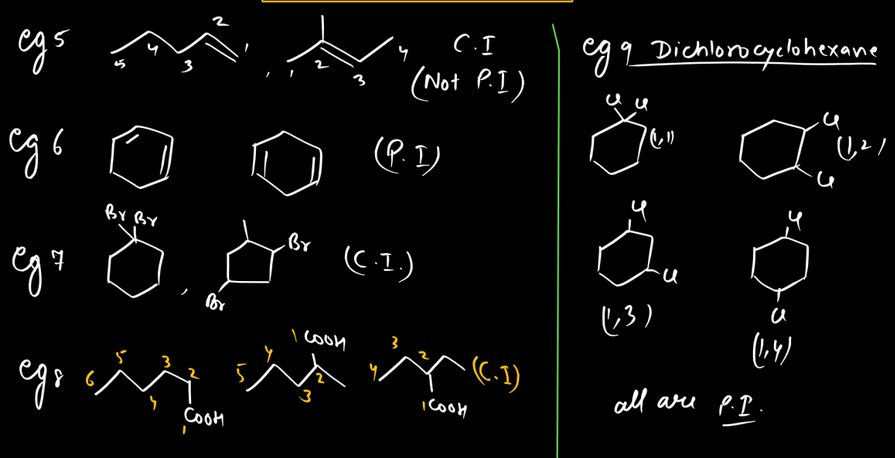 eg 5
2
4
1
5
3
,
1
2
3
4
C.I
(Not P.I)
eg 6
(P.I)
eg 7
Br Br
,
Br
Br
(C.I.)
eg 8
6
5
4
3
2
COOH
1
5
4
3
2
1 COOH
4
3
2
1 COOH
(C.I)
eg 9 Dichlorocyclohexane
Cl Cl
(1,1)
Cl
Cl
(1,2)
Cl
Cl
(1,3)
Cl
Cl
(1,4)
all are P.I.